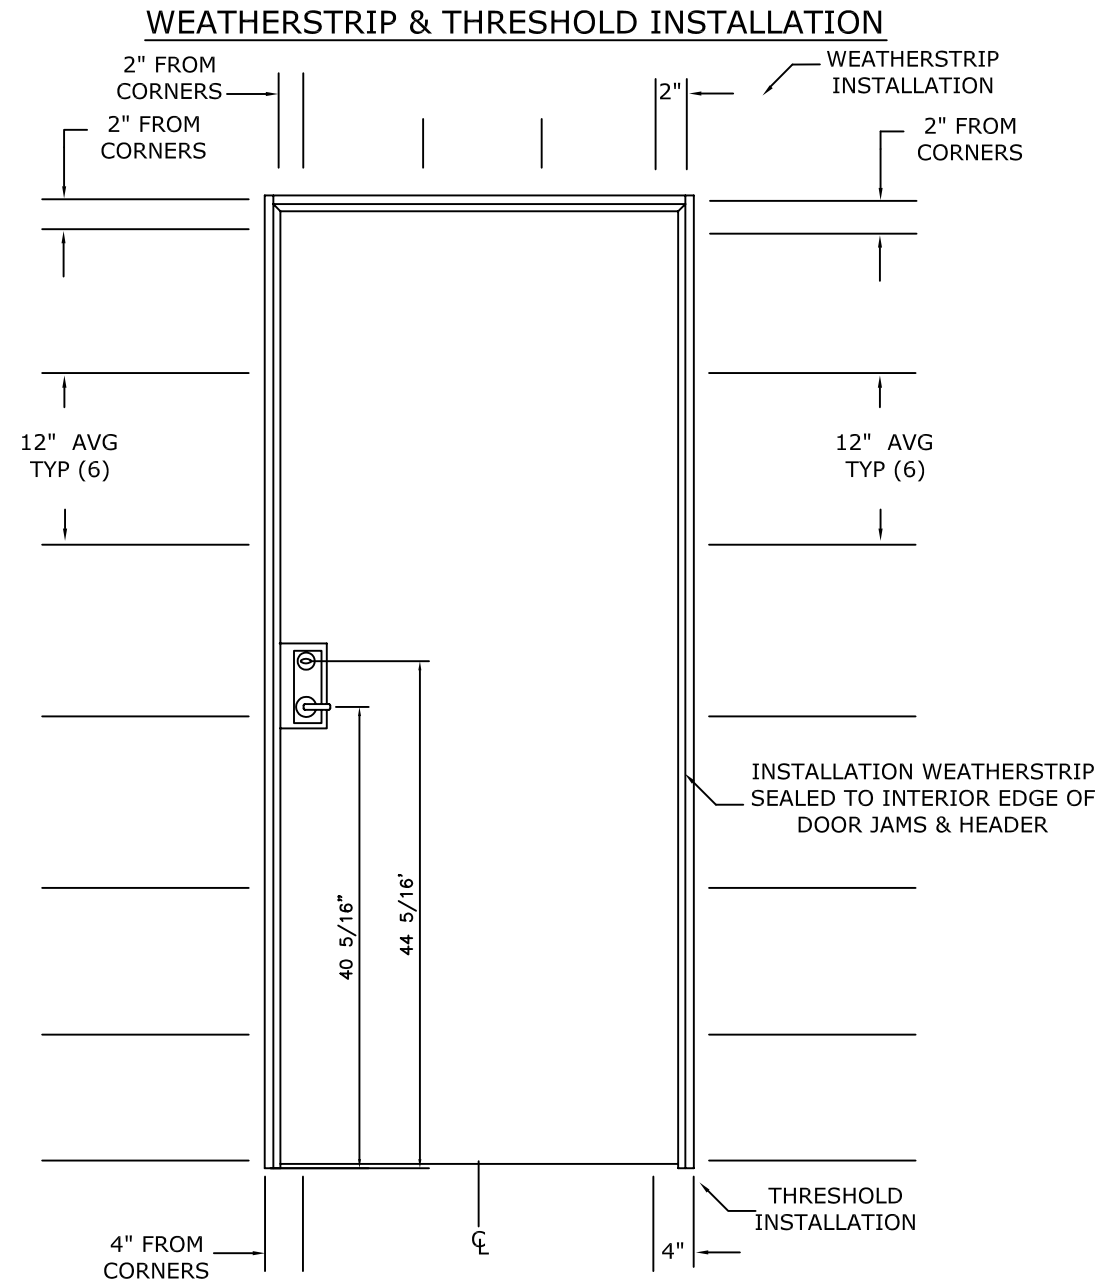 WEATHERSTRIP & THRESHOLD INSTALLATION
2" FROM
CORNERS
2"
WEATHERSTRIP
INSTALLATION
2" FROM
CORNERS
2" FROM
CORNERS
12" AVG
TYP (6)
12" AVG
TYP (6)
INSTALLATION WEATHERSTRIP
SEALED TO INTERIOR EDGE OF
DOOR JAMS & HEADER
40 5/16"
44 5/16'
THRESHOLD
INSTALLATION
4" FROM
CORNERS
℄
4"